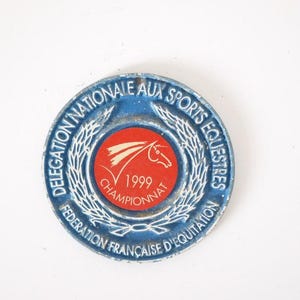 DELEGATION NATIONALE AUX SPORTS EQUESTRES
1999
CHAMPIONNAT
FEDERATION FRANÇAISE D'EQUITATION